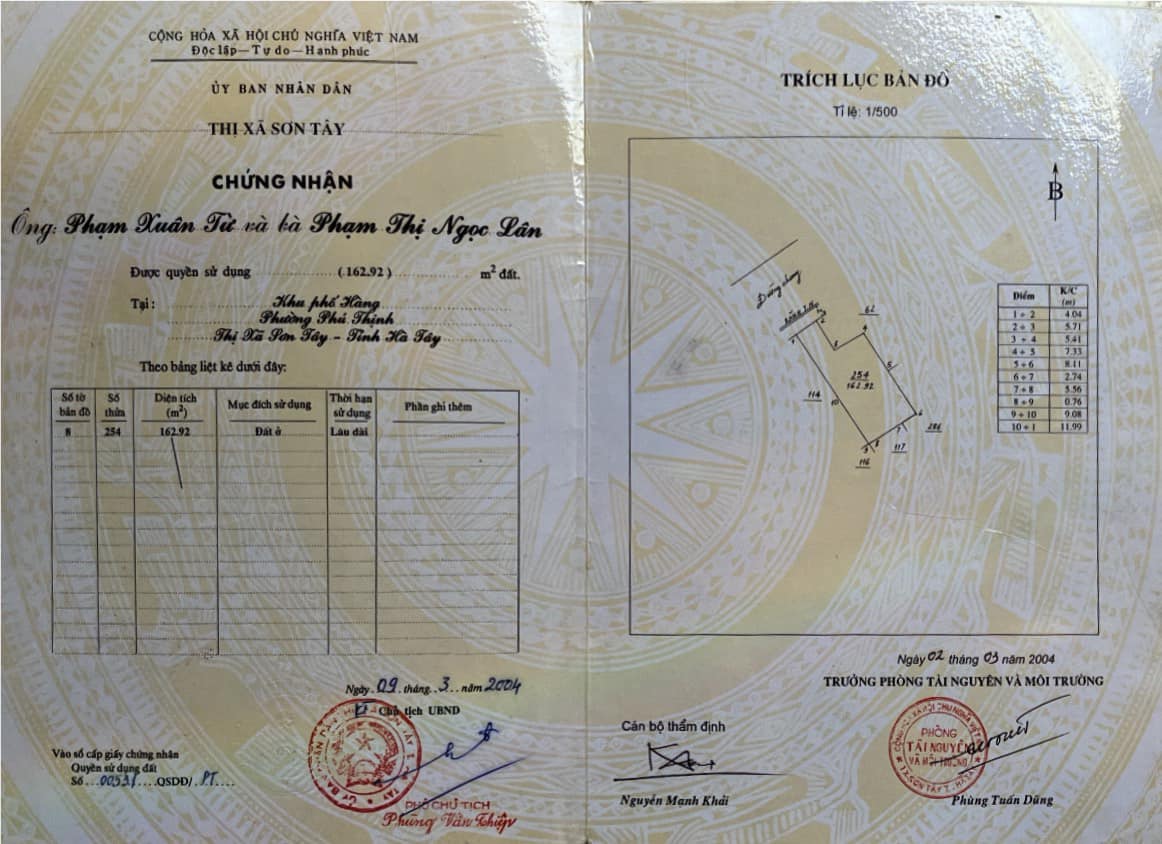 CỘNG HÒA XÃ HỘI CHỦ NGHĨA VIỆT NAM
Độc lập — Tự do — Hạnh phúc
ỦY BAN NHÂN DÂN
THỊ XÃ SƠN TÂY
CHỨNG NHẬN
Ông: Phạm Xuân Từ và bà Phạm Thị Ngọc Lân
Được quyền sử dụng (162.92) m² đất.
Tại: Khu phố Hàng
Phường Phú Thịnh
Thị Xã Sơn Tây - Tỉnh Hà Tây
Theo bảng liệt kê dưới đây:
Số tờ bản đồ | Số thửa | Diện tích (m²) | Mục đích sử dụng | Thời hạn sử dụng | Phần ghi thêm
8 | 254 | 162.92 | Đất ở | Lâu dài
Ngày 09 tháng 3 năm 2004
Chủ tịch UBND
Vào sổ cấp giấy chứng nhận
Quyền sử dụng đất
Số QSDĐ/ PT
PHÓ CHỦ TỊCH
Phùng Văn Thiệp
TRÍCH LỤC BẢN ĐỒ
Tỉ lệ: 1/500
B
Đường chung
62
254
162.92
114
286
117
116
Điểm | K/C (m)
1 ÷ 2 | 4.04
2 ÷ 3 | 5.71
3 ÷ 4 | 5.41
4 ÷ 5 | 7.33
5 ÷ 6 | 8.11
6 ÷ 7 | 2.74
7 ÷ 8 | 5.56
8 ÷ 9 | 0.76
9 ÷ 10 | 9.08
10 ÷ 1 | 11.99
Ngày 02 tháng 03 năm 2004
TRƯỞNG PHÒNG TÀI NGUYÊN VÀ MÔI TRƯỜNG
Cán bộ thẩm định
PHÒNG
TÀI NGUYÊN
VÀ MÔI TRƯỜNG
Nguyễn Mạnh Khải
Phùng Tuấn Dũng